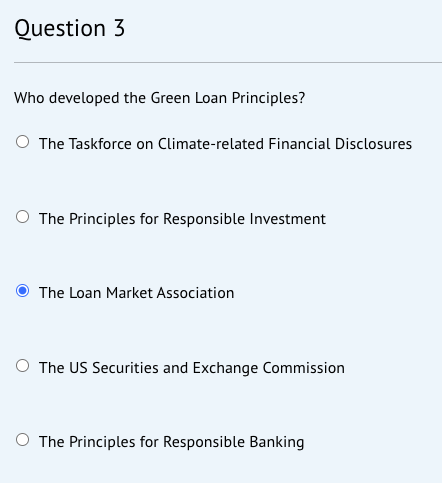 Question 3
Who developed the Green Loan Principles?
The Taskforce on Climate-related Financial Disclosures
The Principles for Responsible Investment
The Loan Market Association
The US Securities and Exchange Commission
The Principles for Responsible Banking